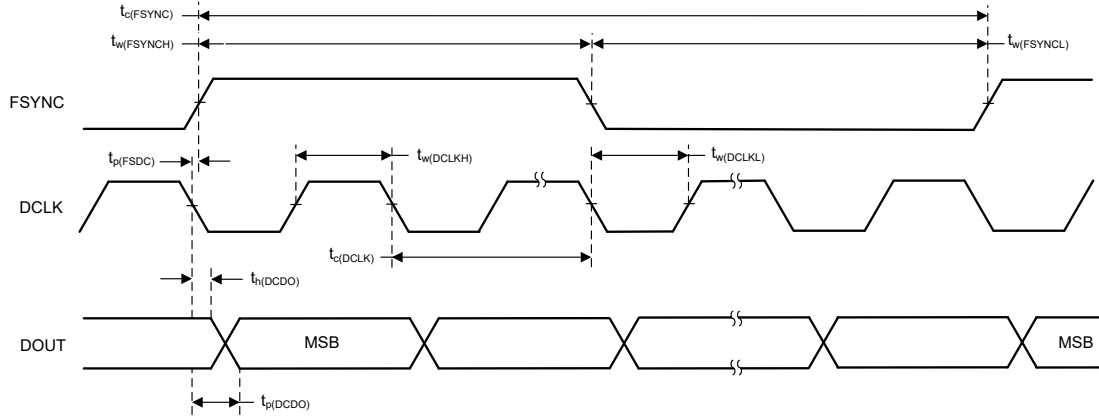 tc(FSYNC)
tw(FSYNCH)
tw(FSYNCL)
FSYNC
tp(FSDC)
tw(DCLKH)
tw(DCLKL)
DCLK
tc(DCLK)
th(DCDO)
DOUT
MSB
MSB
tp(DCDO)